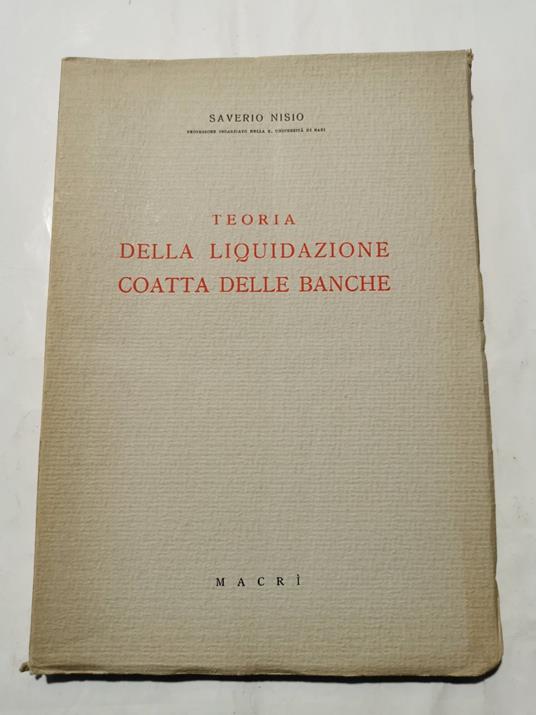 SAVERIO NISIO
PROFESSORE INCARICATO NELLA R. UNIVERSITÀ DI BARI
TEORIA
DELLA LIQUIDAZIONE
COATTA DELLE BANCHE
MACRÌ